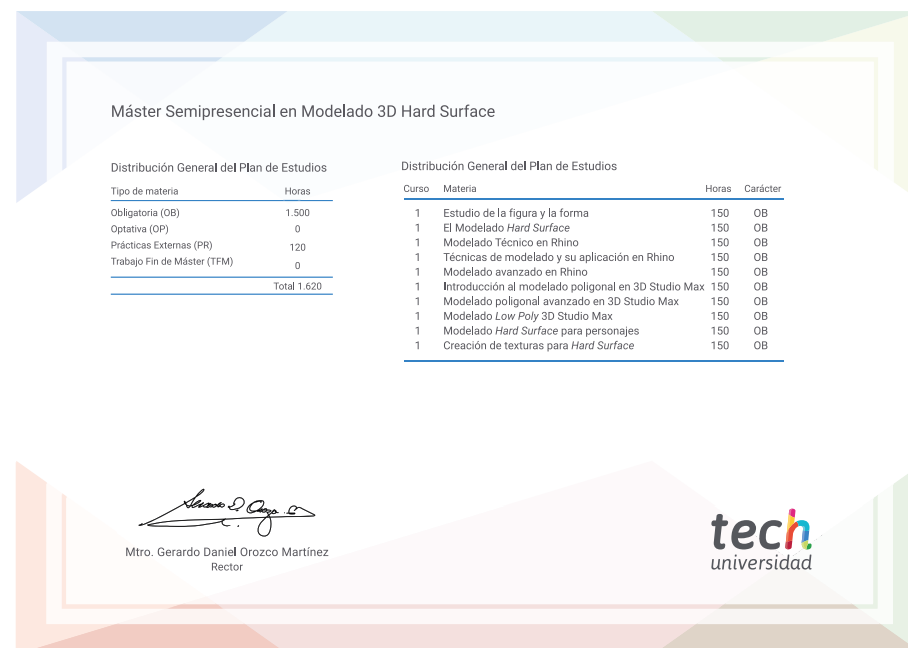 Máster Semipresencial en Modelado 3D Hard Surface
Distribución General del Plan de Estudios
Tipo de materia Horas
Obligatoria (OB) 1.500
Optativa (OP) 0
Prácticas Externas (PR) 120
Trabajo Fin de Máster (TFM) 0
Total 1.620
Distribución General del Plan de Estudios
Curso Materia Horas Carácter
1 Estudio de la figura y la forma 150 OB
1 El Modelado Hard Surface 150 OB
1 Modelado Técnico en Rhino 150 OB
1 Técnicas de modelado y su aplicación en Rhino 150 OB
1 Modelado avanzado en Rhino 150 OB
1 Introducción al modelado poligonal en 3D Studio Max 150 OB
1 Modelado poligonal avanzado en 3D Studio Max 150 OB
1 Modelado Low Poly 3D Studio Max 150 OB
1 Modelado Hard Surface para personajes 150 OB
1 Creación de texturas para Hard Surface 150 OB
Mtro. Gerardo Daniel Orozco Martínez
Rector
tech
universidad